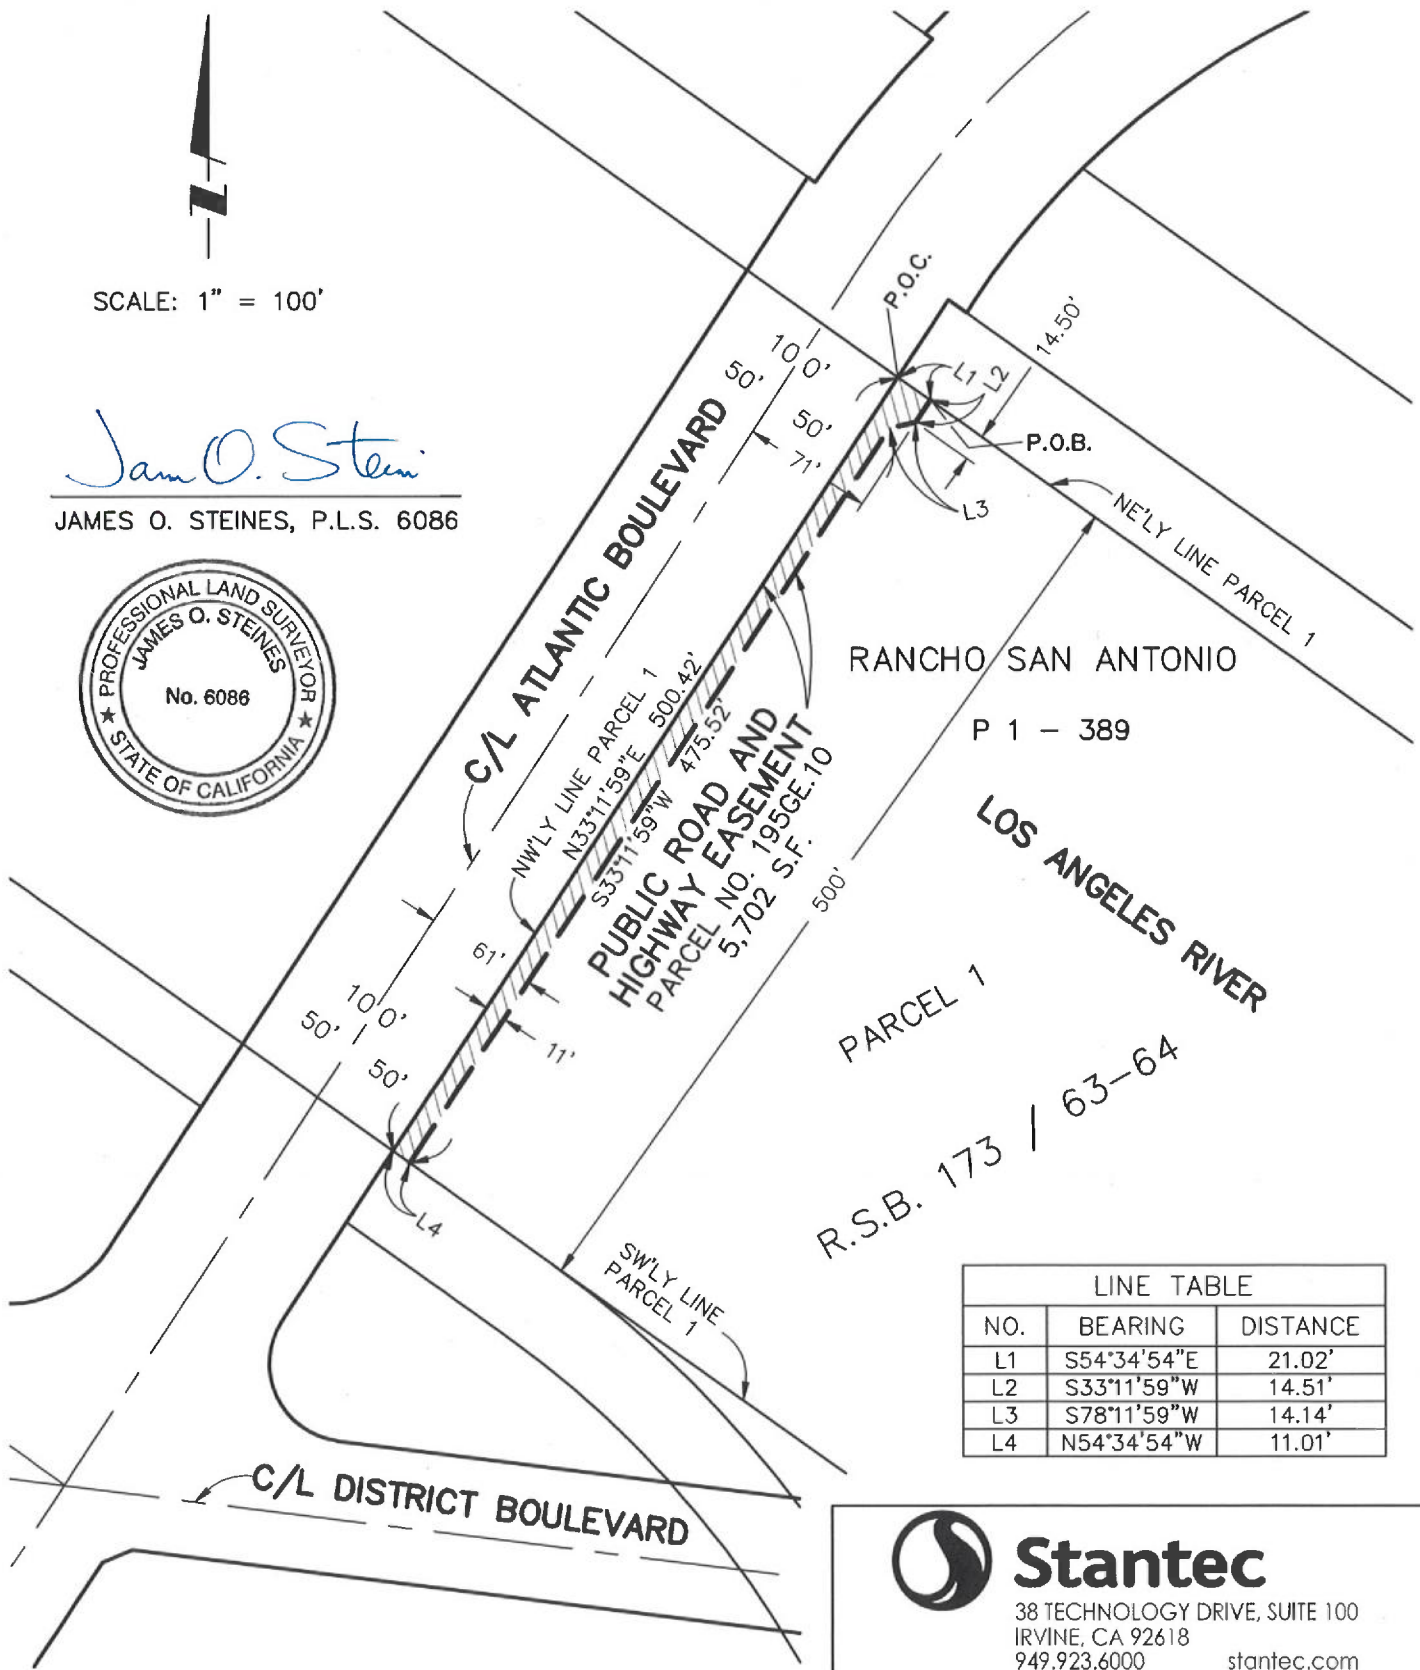 SCALE: 1" = 100'
Jam O. Stein
JAMES O. STEINES, P.L.S. 6086
PROFESSIONAL LAND SURVEYOR
JAMES O. STEINES
No. 6086
★ STATE OF CALIFORNIA ★
P.O.C.
14.50'
L1
L2
P.O.B.
L3
100'
50'
50'
71'
NE'LY LINE PARCEL 1
C/L ATLANTIC BOULEVARD
NW'LY LINE PARCEL 1
N33°11'59"E 500.42'
S33°11'59"W 475.52'
PUBLIC ROAD AND
HIGHWAY EASEMENT
PARCEL NO. 195GE.10
5,702 S.F.
RANCHO SAN ANTONIO
P 1 - 389
LOS ANGELES RIVER
500'
61'
11'
100'
50'
50'
L4
PARCEL 1
R.S.B. 173 / 63-64
SW'LY LINE
PARCEL 1
C/L DISTRICT BOULEVARD
LINE TABLE
NO. BEARING DISTANCE
L1 S54°34'54"E 21.02'
L2 S33°11'59"W 14.51'
L3 S78°11'59"W 14.14'
L4 N54°34'54"W 11.01'
Stantec
38 TECHNOLOGY DRIVE, SUITE 100
IRVINE, CA 92618
949.923.6000 stantec.com